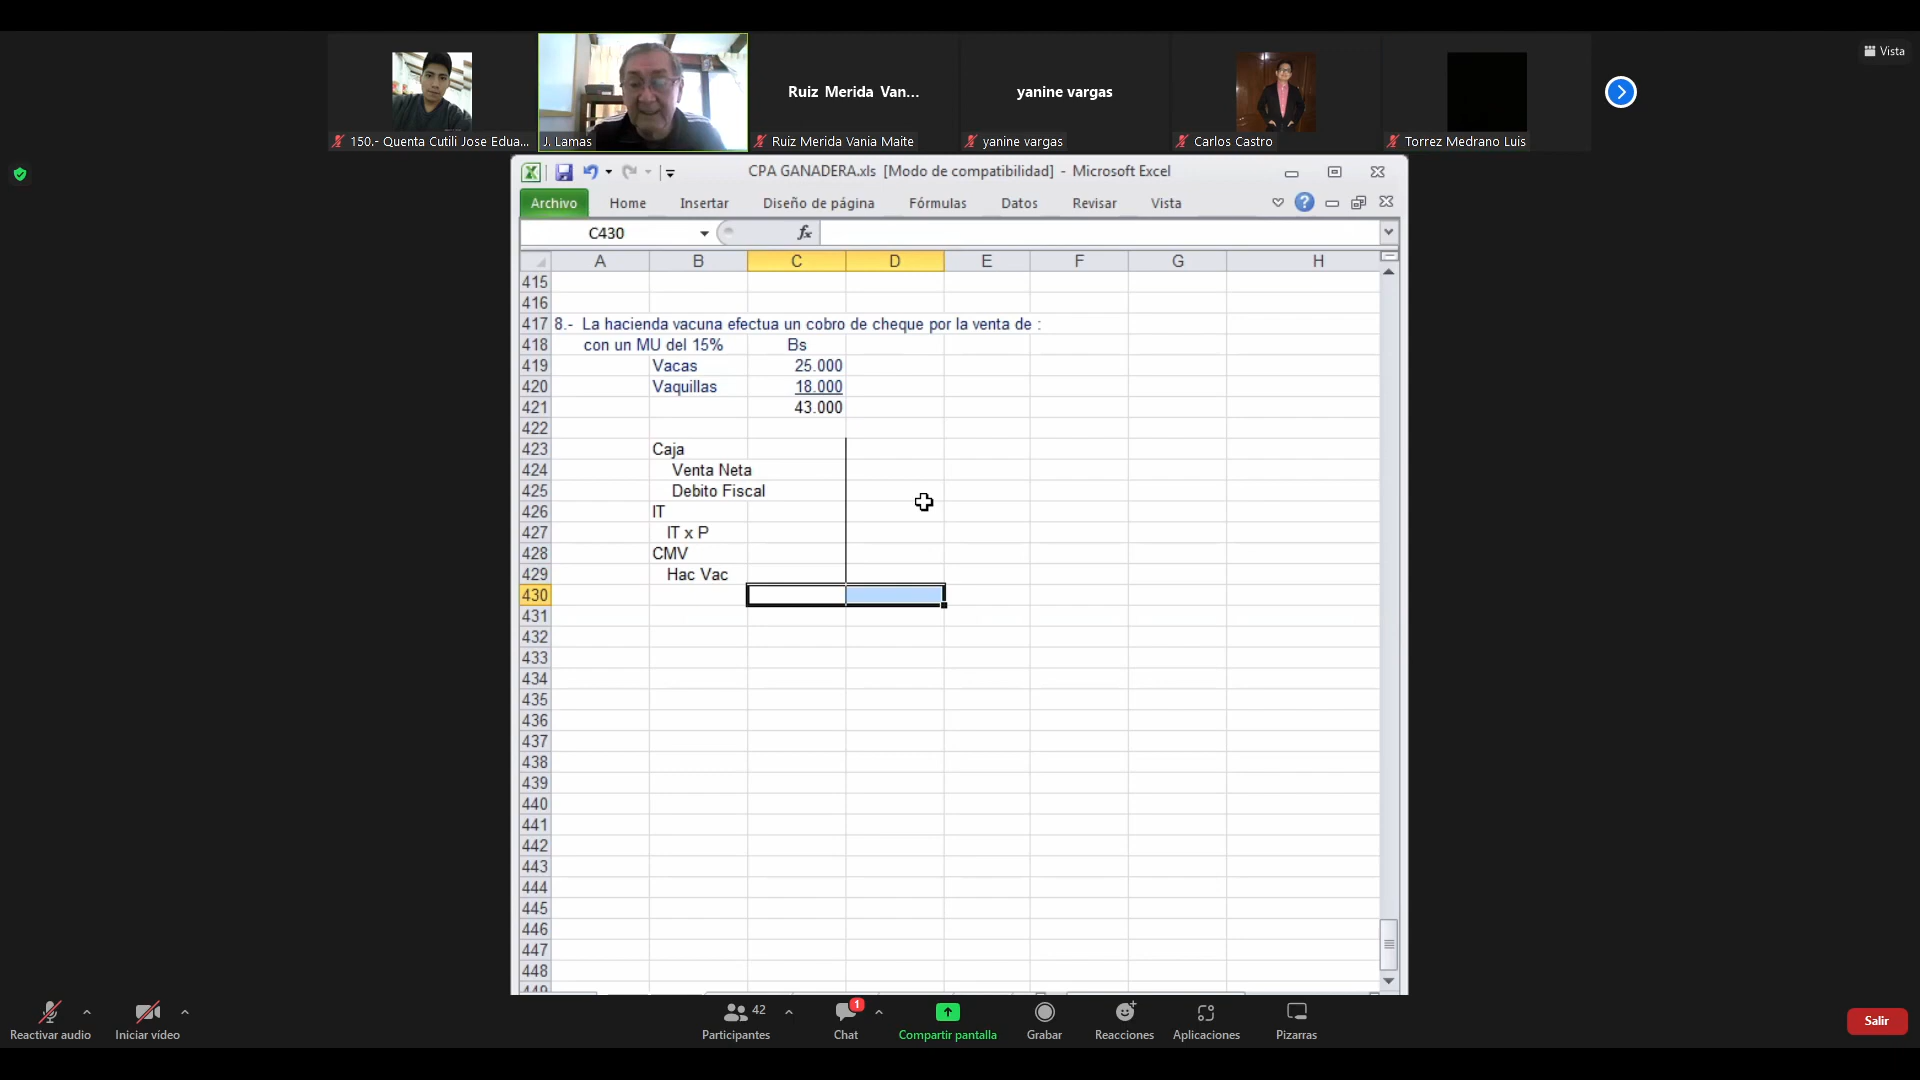 Vista
Ruiz Merida Van...
yanine vargas
150.- Quenta Cutili Jose Edua...
J. Lamas
Ruiz Merida Vania Maite
yanine vargas
Carlos Castro
Torrez Medrano Luis
CPA GANADERA.xls [Modo de compatibilidad] - Microsoft Excel
Archivo Home Insertar Diseño de página Fórmulas Datos Revisar Vista
C430 fx
A B C D E F G H
415
416
417 8.- La hacienda vacuna efectua un cobro de cheque por la venta de :
418 con un MU del 15% Bs
419 Vacas 25.000
420 Vaquillas 18.000
421 43.000
422
423 Caja
424 Venta Neta
425 Debito Fiscal
426 IT
427 IT x P
428 CMV
429 Hac Vac
430
431
432
433
434
435
436
437
438
439
440
441
442
443
444
445
446
447
448
449
42 1
Reactivar audio Iniciar vídeo Participantes Chat Compartir pantalla Grabar Reacciones Aplicaciones Pizarras Salir